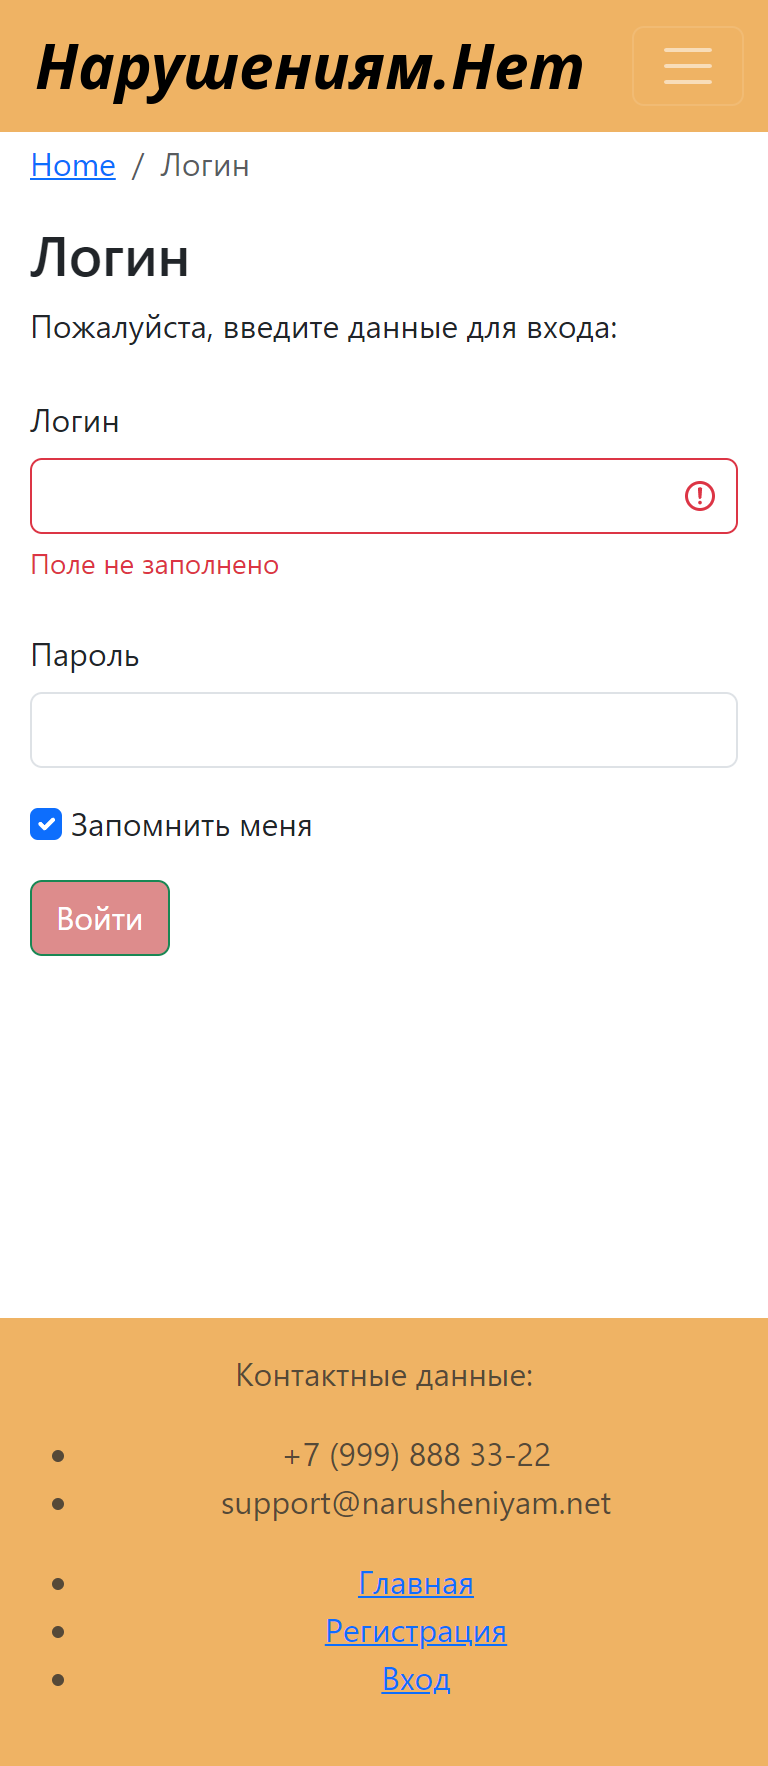 Нарушениям.Нет
Home / Логин
Логин
Пожалуйста, введите данные для входа:
Логин
Поле не заполнено
Пароль
Запомнить меня
Войти
Контактные данные:
+7 (999) 888 33-22
support@narusheniyam.net
Главная
Регистрация
Вход